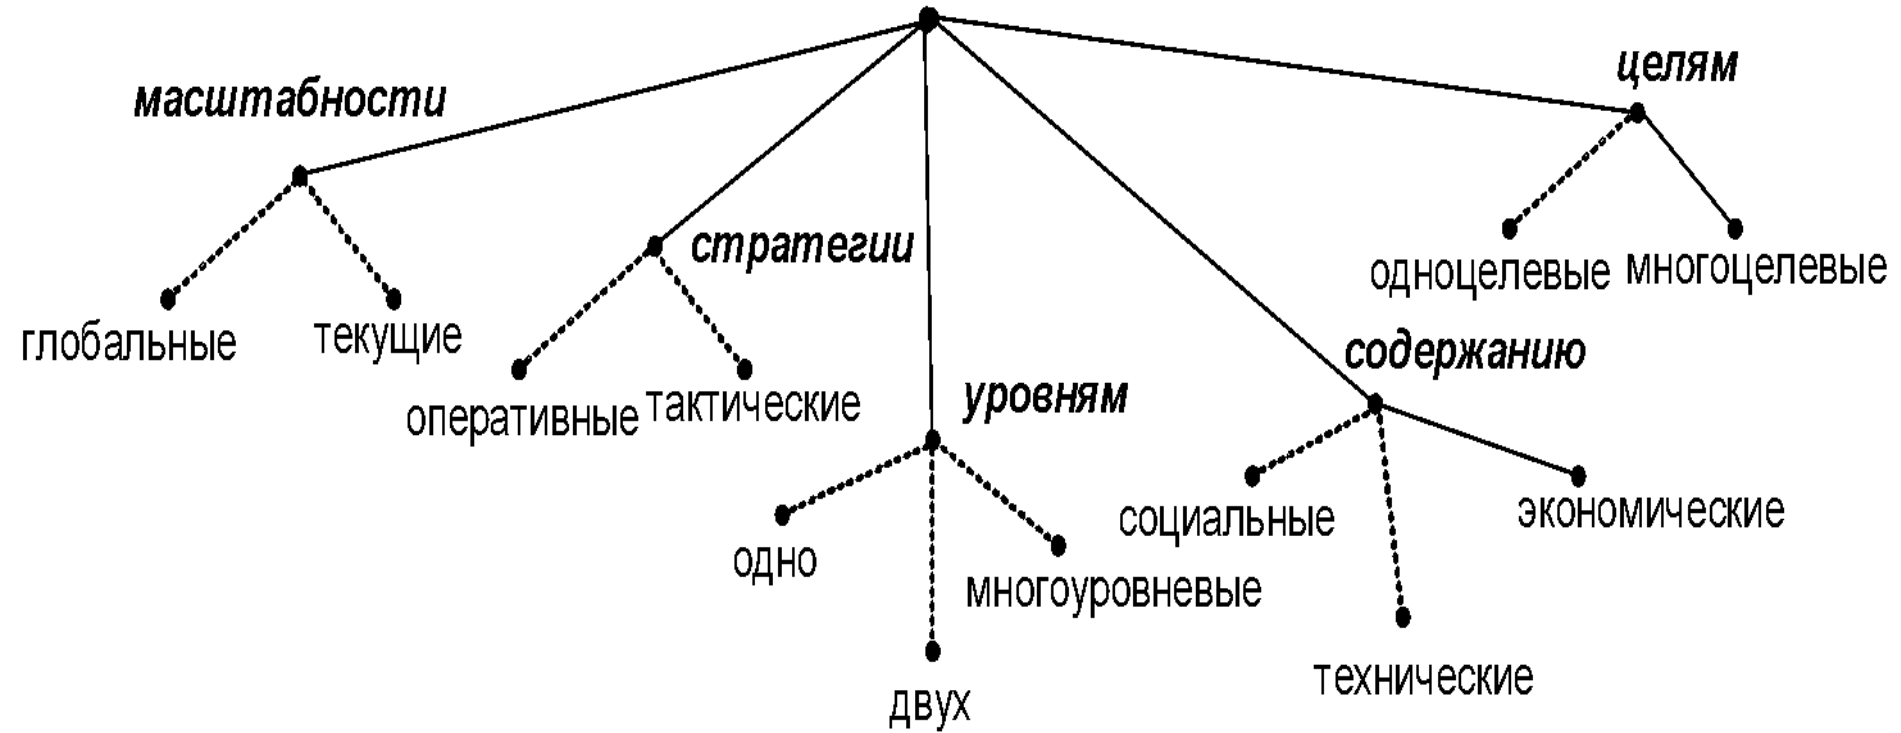 масштабности
глобальные
текущие
стратегии
оперативные
тактические
уровням
одно
двух
многоуровневые
содержанию
социальные
технические
экономические
целям
одноцелевые
многоцелевые